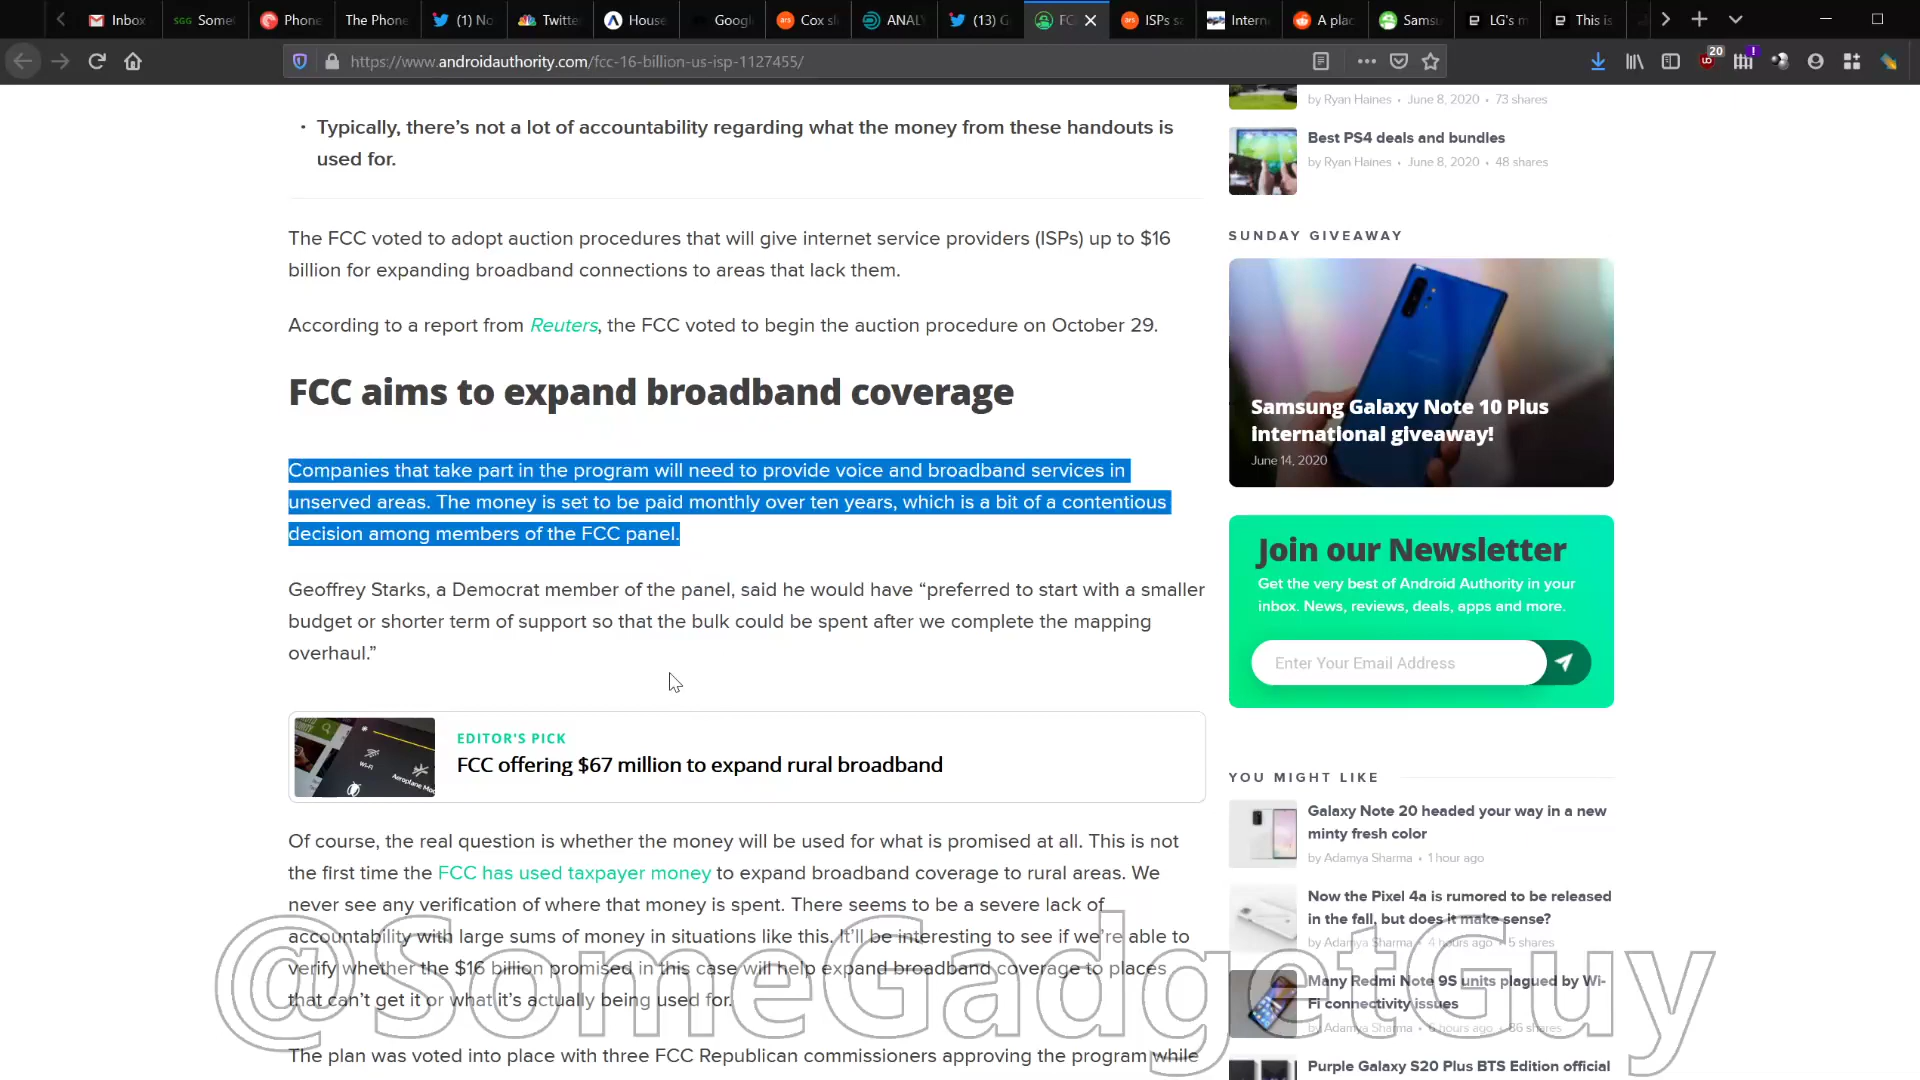 Inbox
SGG Some
Phone
The Phone
(1) No
Twitte
House
Googl
Cox sl
ANAL
(13) G
FC
ISPs sa
Intern
A plac
Samsu
LG's m
This is
https://www.androidauthority.com/fcc-16-billion-us-isp-1127455/
20
• Typically, there’s not a lot of accountability regarding what the money from these handouts is
used for.
The FCC voted to adopt auction procedures that will give internet service providers (ISPs) up to $16
billion for expanding broadband connections to areas that lack them.
According to a report from Reuters, the FCC voted to begin the auction procedure on October 29.
FCC aims to expand broadband coverage
Companies that take part in the program will need to provide voice and broadband services in
unserved areas. The money is set to be paid monthly over ten years, which is a bit of a contentious
decision among members of the FCC panel.
Geoffrey Starks, a Democrat member of the panel, said he would have “preferred to start with a smaller
budget or shorter term of support so that the bulk could be spent after we complete the mapping
overhaul.”
EDITOR'S PICK
FCC offering $67 million to expand rural broadband
Of course, the real question is whether the money will be used for what is promised at all. This is not
the first time the FCC has used taxpayer money to expand broadband coverage to rural areas. We
never see any verification of where that money is spent. There seems to be a severe lack of
accountability with large sums of money in situations like this. It’ll be interesting to see if we’re able to
verify whether the $16 billion promised in this case will help expand broadband coverage to places
that can’t get it or what it’s actually being used for.
The plan was voted into place with three FCC Republican commissioners approving the program while
by Ryan Haines • June 8, 2020 • 73 shares
Best PS4 deals and bundles
by Ryan Haines • June 8, 2020 • 48 shares
SUNDAY GIVEAWAY
Samsung Galaxy Note 10 Plus
international giveaway!
June 14, 2020
Join our Newsletter
Get the very best of Android Authority in your
inbox. News, reviews, deals, apps and more.
Enter Your Email Address
YOU MIGHT LIKE
Galaxy Note 20 headed your way in a new
minty fresh color
by Adamya Sharma • 1 hour ago
Now the Pixel 4a is rumored to be released
in the fall, but does it make sense?
by Adamya Sharma • 4 hours ago • 5 shares
Many Redmi Note 9S units plagued by Wi-
Fi connectivity issues
by Adamya Sharma • 6 hours ago • 86 shares
Purple Galaxy S20 Plus BTS Edition official
@SomeGadgetGuy